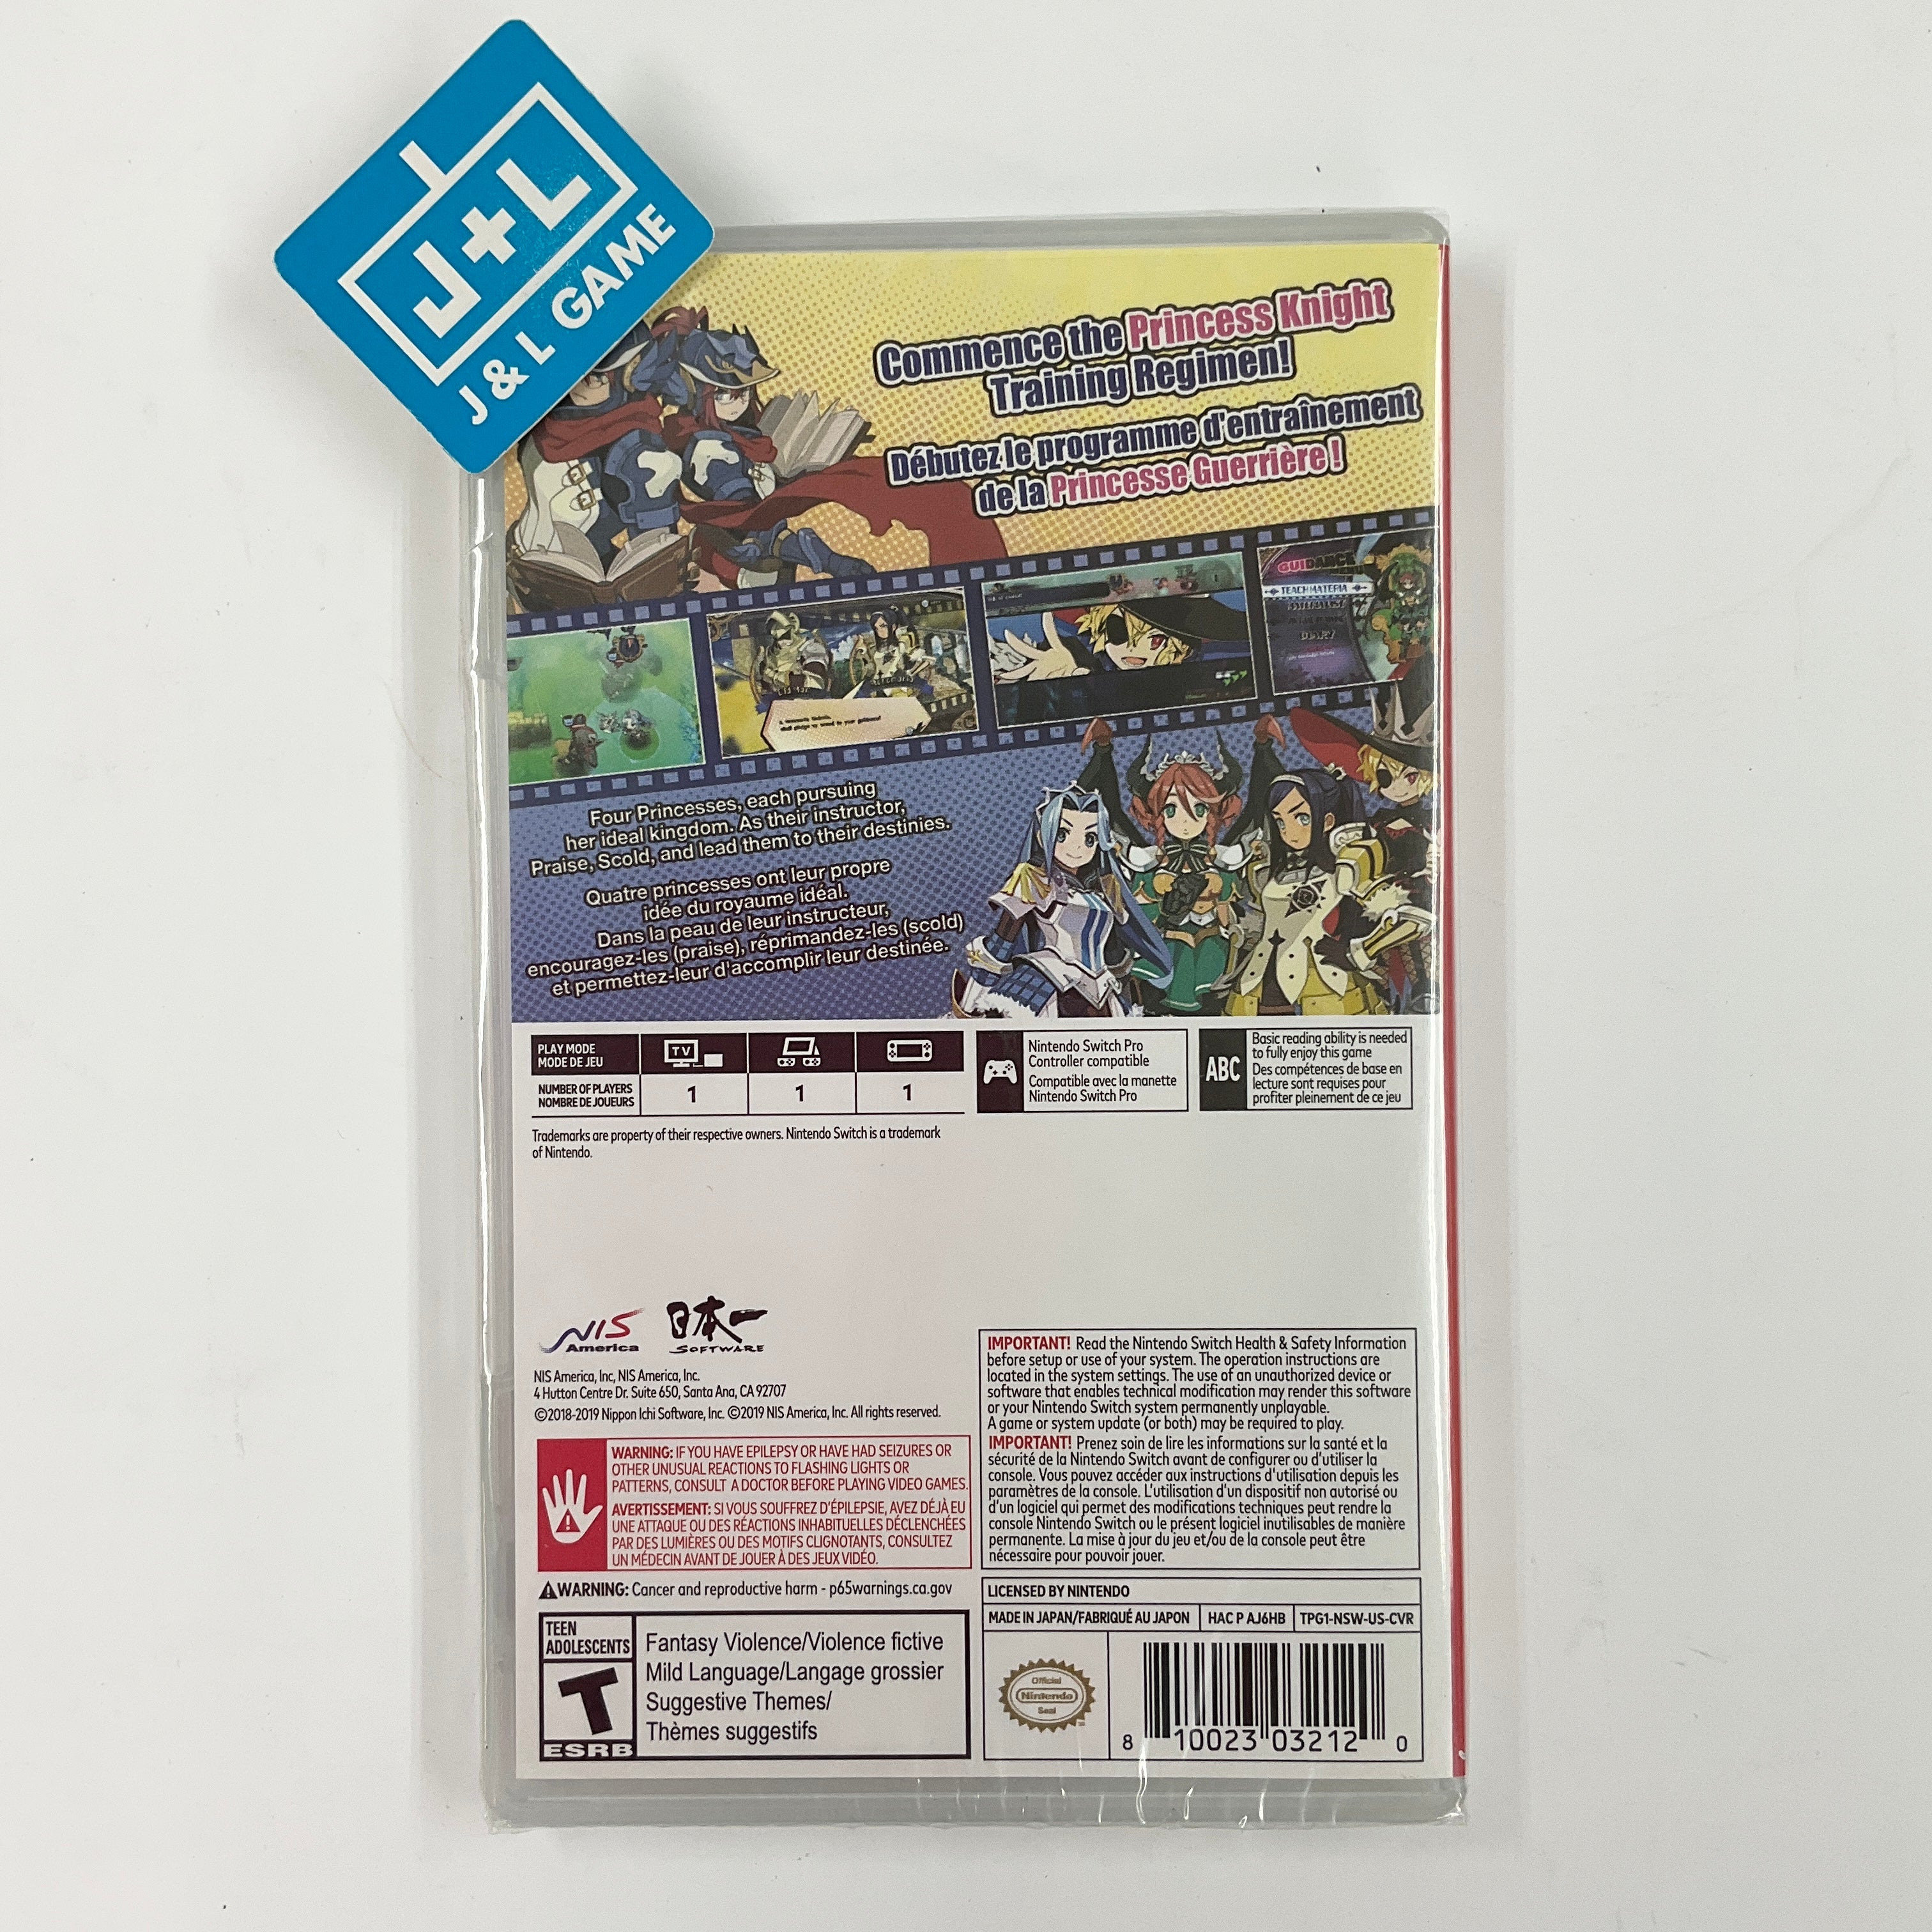 J+L
J & L GAME
Commence the Princess Knight
Training Regimen!
Débutez le programme d'entraînement
de la Princesse Guerrière !
GUIDANCE
TEACH MATERIA
DIARY
Four Princesses, each pursuing
her ideal kingdom. As their instructor,
Praise, Scold, and lead them to their destinies.
Quatre princesses ont leur propre
idée du royaume idéal.
Dans la peau de leur instructeur,
encouragez-les (praise), réprimandez-les (scold)
et permettez-leur d'accomplir leur destinée.
PLAY MODE
MODE DE JEU
TV
NUMBER OF PLAYERS
NOMBRE DE JOUEURS
1 1 1
Nintendo Switch Pro
Controller compatible
Compatible avec la manette
Nintendo Switch Pro
ABC
Basic reading ability is needed
to fully enjoy this game
Des compétences de base en
lecture sont requises pour
profiter pleinement de ce jeu
Trademarks are property of their respective owners. Nintendo Switch is a trademark
of Nintendo.
NIS
America
日本一
SOFTWARE
NIS America, Inc, NIS America, Inc.
4 Hutton Centre Dr. Suite 650, Santa Ana, CA 92707
©2018-2019 Nippon Ichi Software, Inc. ©2019 NIS America, Inc. All rights reserved.
WARNING: IF YOU HAVE EPILEPSY OR HAVE HAD SEIZURES OR
OTHER UNUSUAL REACTIONS TO FLASHING LIGHTS OR
PATTERNS, CONSULT A DOCTOR BEFORE PLAYING VIDEO GAMES.
AVERTISSEMENT: SI VOUS SOUFFREZ D'ÉPILEPSIE, AVEZ DÉJÀ EU
UNE ATTAQUE OU DES RÉACTIONS INHABITUELLES DÉCLENCHÉES
PAR DES LUMIÈRES OU DES MOTIFS CLIGNOTANTS, CONSULTEZ
UN MÉDECIN AVANT DE JOUER À DES JEUX VIDÉO.
WARNING: Cancer and reproductive harm - p65warnings.ca.gov
TEEN
ADOLESCENTS
T
ESRB
Fantasy Violence/Violence fictive
Mild Language/Langage grossier
Suggestive Themes/
Thèmes suggestifs
IMPORTANT! Read the Nintendo Switch Health & Safety Information
before setup or use of your system. The operation instructions are
located in the system settings. The use of an unauthorized device or
software that enables technical modification may render this software
or your Nintendo Switch system permanently unplayable.
A game or system update (or both) may be required to play.
IMPORTANT! Prenez soin de lire les informations sur la santé et la
sécurité de la Nintendo Switch avant de configurer ou d'utiliser la
console. Vous pouvez accéder aux instructions d'utilisation depuis les
paramètres de la console. L'utilisation d'un dispositif non autorisé ou
d'un logiciel qui permet des modifications techniques peut rendre la
console Nintendo Switch ou le présent logiciel inutilisables de manière
permanente. La mise à jour du jeu et/ou de la console peut être
nécessaire pour pouvoir jouer.
LICENSED BY NINTENDO
MADE IN JAPAN/FABRIQUÉ AU JAPON HAC P AJ6HB TPG1-NSW-US-CVR
Official
Nintendo
Seal
8 10023 03212 0